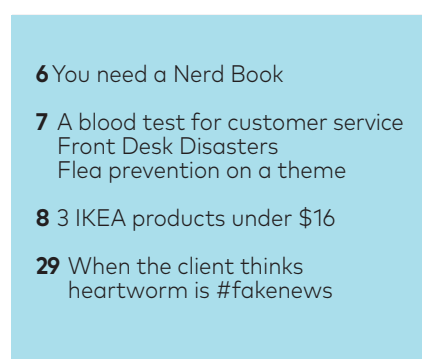 6 You need a Nerd Book
7 A blood test for customer service
Front Desk Disasters
Flea prevention on a theme
8 3 IKEA products under $16
29 When the client thinks
heartworm is #fakenews